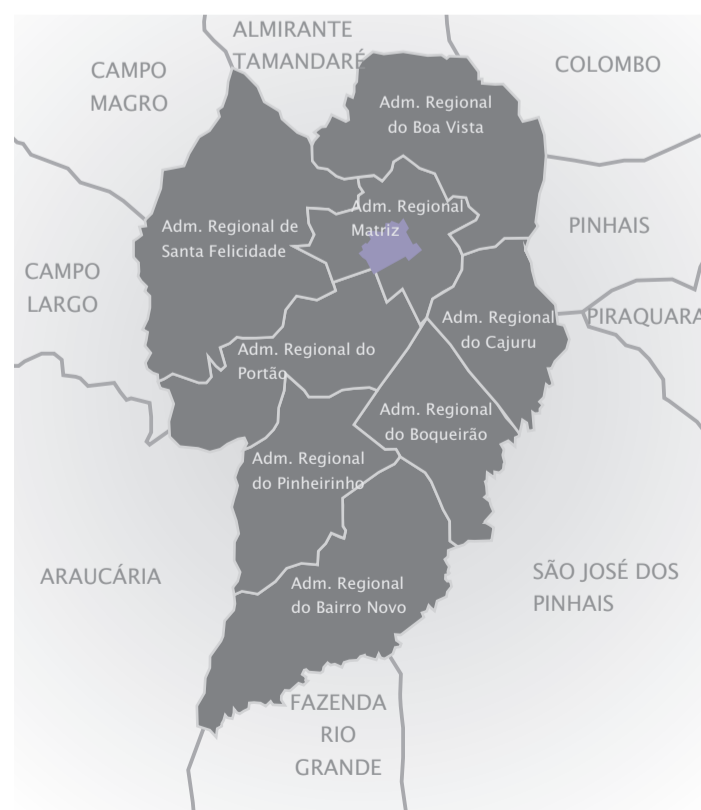 ALMIRANTE
TAMANDARÉ
CAMPO
MAGRO
COLOMBO
Adm. Regional
do Boa Vista
Adm. Regional
Matriz
Adm. Regional de
Santa Felicidade
PINHAIS
CAMPO
LARGO
PIRAQUARA
Adm. Regional
do Cajuru
Adm. Regional do
Portão
Adm. Regional
do Boqueirão
Adm. Regional
do Pinheirinho
ARAUCÁRIA
SÃO JOSÉ DOS
PINHAIS
Adm. Regional
do Bairro Novo
FAZENDA
RIO
GRANDE